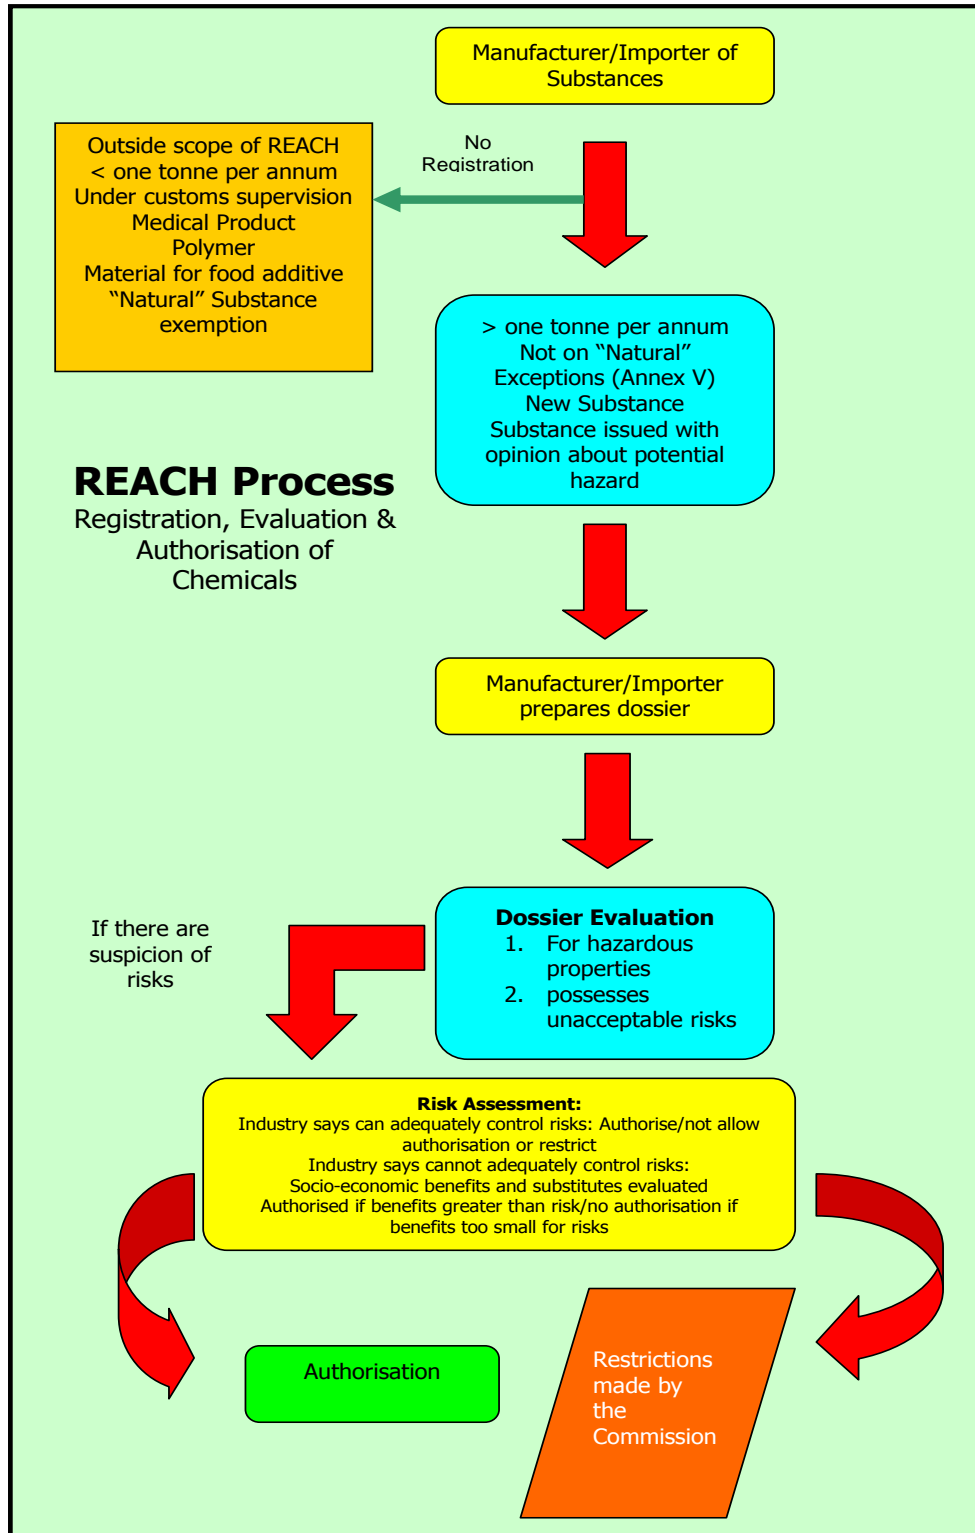 Manufacturer/Importer of
Substances
No
Registration
Outside scope of REACH
< one tonne per annum
Under customs supervision
Medical Product
Polymer
Material for food additive
“Natural” Substance
exemption
> one tonne per annum
Not on “Natural”
Exceptions (Annex V)
New Substance
Substance issued with
opinion about potential
hazard
REACH Process
Registration, Evaluation &
Authorisation of
Chemicals
Manufacturer/Importer
prepares dossier
If there are
suspicion of
risks
Dossier Evaluation
1. For hazardous
properties
2. possesses
unacceptable risks
Risk Assessment:
Industry says can adequately control risks: Authorise/not allow
authorisation or restrict
Industry says cannot adequately control risks:
Socio-economic benefits and substitutes evaluated
Authorised if benefits greater than risk/no authorisation if
benefits too small for risks
Authorisation
Restrictions
made by
the
Commission